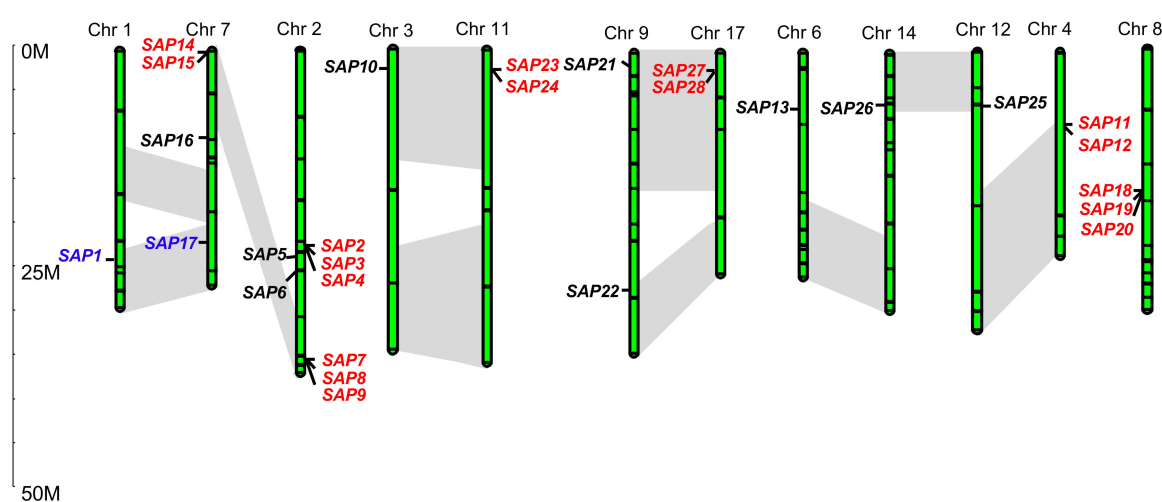 Chr 1
Chr 7
Chr 2
Chr 3
Chr 11
Chr 9
Chr 17
Chr 6
Chr 14
Chr 12
Chr 4
Chr 8
0M
25M
50M
SAP1
SAP14
SAP15
SAP16
SAP17
SAP5
SAP6
SAP2
SAP3
SAP4
SAP7
SAP8
SAP9
SAP10
SAP23
SAP24
SAP21
SAP22
SAP27
SAP28
SAP13
SAP26
SAP25
SAP11
SAP12
SAP18
SAP19
SAP20